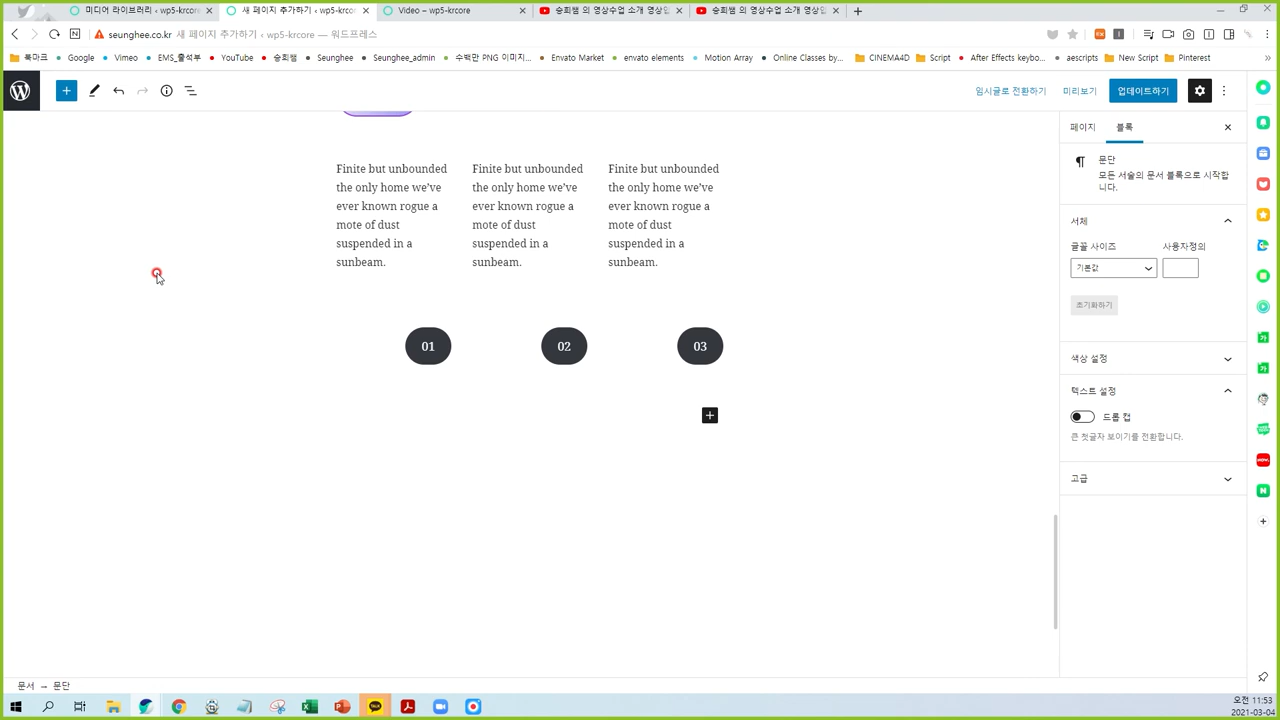 미디어 라이브러리 ‹ wp5-krcore
새 페이지 추가하기 ‹ wp5-krcore
Video – wp5-krcore
승희쌤 의 영상수업 소개 영상입
승희쌤 의 영상수업 소개 영상입
seunghee.co.kr 새 페이지 추가하기 ‹ wp5-krcore — 워드프레스
북마크 Google Vimeo EMS_출석부 YouTube 승희쌤 Seunghee Seunghee_admin 수백만 PNG 이미지... Envato Market envato elements Motion Array Online Classes by... CINEMA4D Script After Effects keybo... aescripts New Script Pinterest
임시글로 전환하기 미리보기 업데이트하기
페이지 블록
문단
모든 서술의 문서 블록으로 시작합
니다.
서체
글꼴 사이즈 사용자정의
기본값
초기화하기
색상 설정
텍스트 설정
드롭 캡
큰 첫글자 보이기를 전환합니다.
고급
Finite but unbounded
the only home we've
ever known rogue a
mote of dust
suspended in a
sunbeam.
Finite but unbounded
the only home we've
ever known rogue a
mote of dust
suspended in a
sunbeam.
Finite but unbounded
the only home we've
ever known rogue a
mote of dust
suspended in a
sunbeam.
01 02 03
문서 → 문단
TALK
오전 11:53
2021-03-04